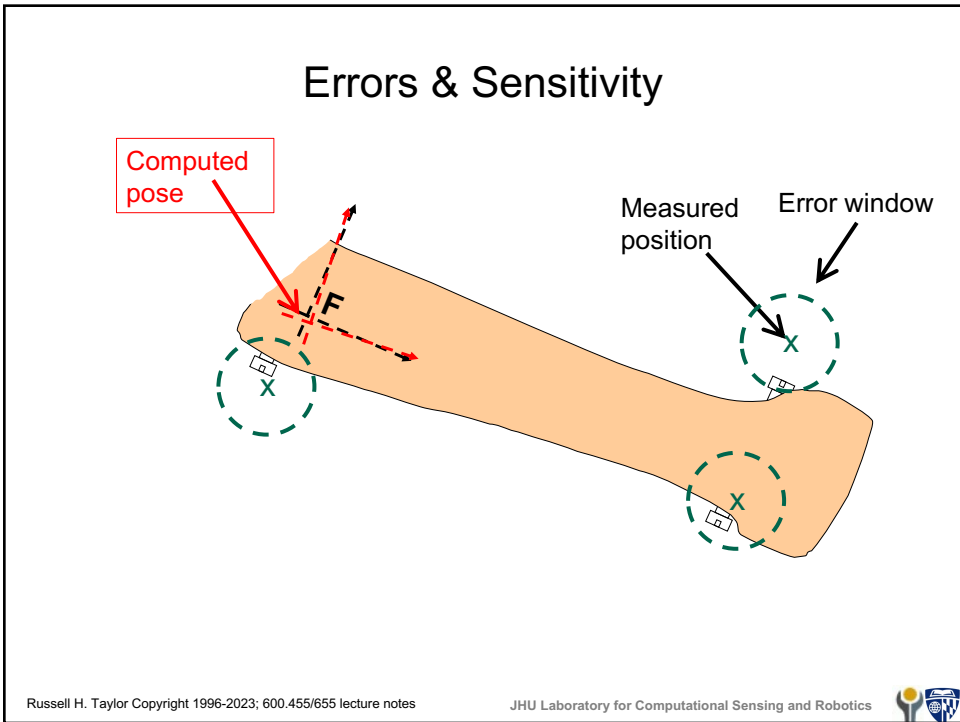 Errors & Sensitivity
Computed
pose
Measured
position
Error window
F
x
x
x
Russell H. Taylor Copyright 1996-2023; 600.455/655 lecture notes
JHU Laboratory for Computational Sensing and Robotics